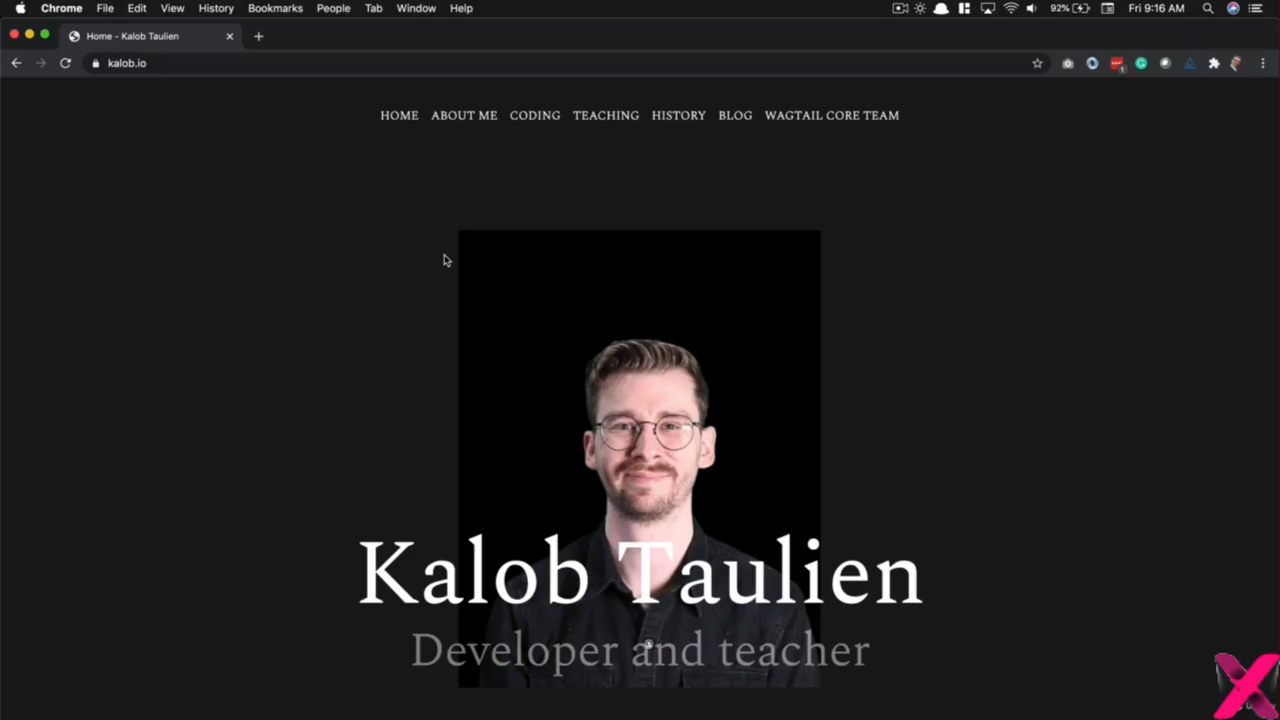 Chrome File Edit View History Bookmarks People Tab Window Help 92% Fri 9:16 AM
Home - Kalob Taulien
kalob.io
HOME ABOUT ME CODING TEACHING HISTORY BLOG WAGTAIL CORE TEAM
Kalob Taulien
Developer and teacher